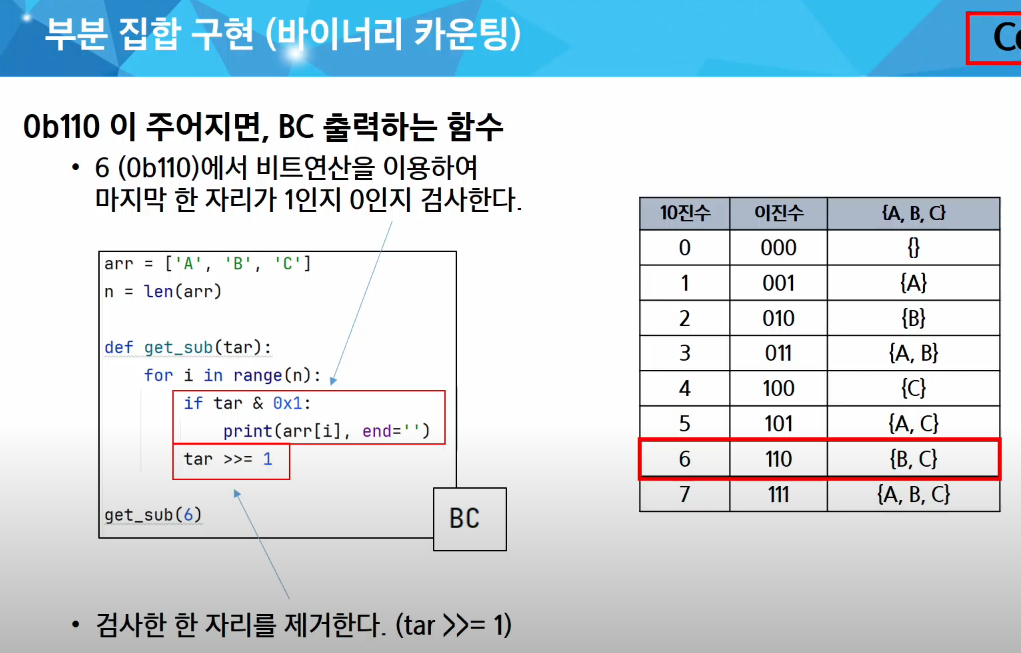 부분 집합 구현 (바이너리 카운팅)
0b110 이 주어지면, BC 출력하는 함수
• 6 (0b110)에서 비트연산을 이용하여
마지막 한 자리가 1인지 0인지 검사한다.
arr = ['A', 'B', 'C']
n = len(arr)
def get_sub(tar):
for i in range(n):
if tar & 0x1:
print(arr[i], end='')
tar >>= 1
get_sub(6)
BC
• 검사한 한 자리를 제거한다. (tar >>= 1)
10진수 이진수 {A, B, C}
0 000 {}
1 001 {A}
2 010 {B}
3 011 {A, B}
4 100 {C}
5 101 {A, C}
6 110 {B, C}
7 111 {A, B, C}